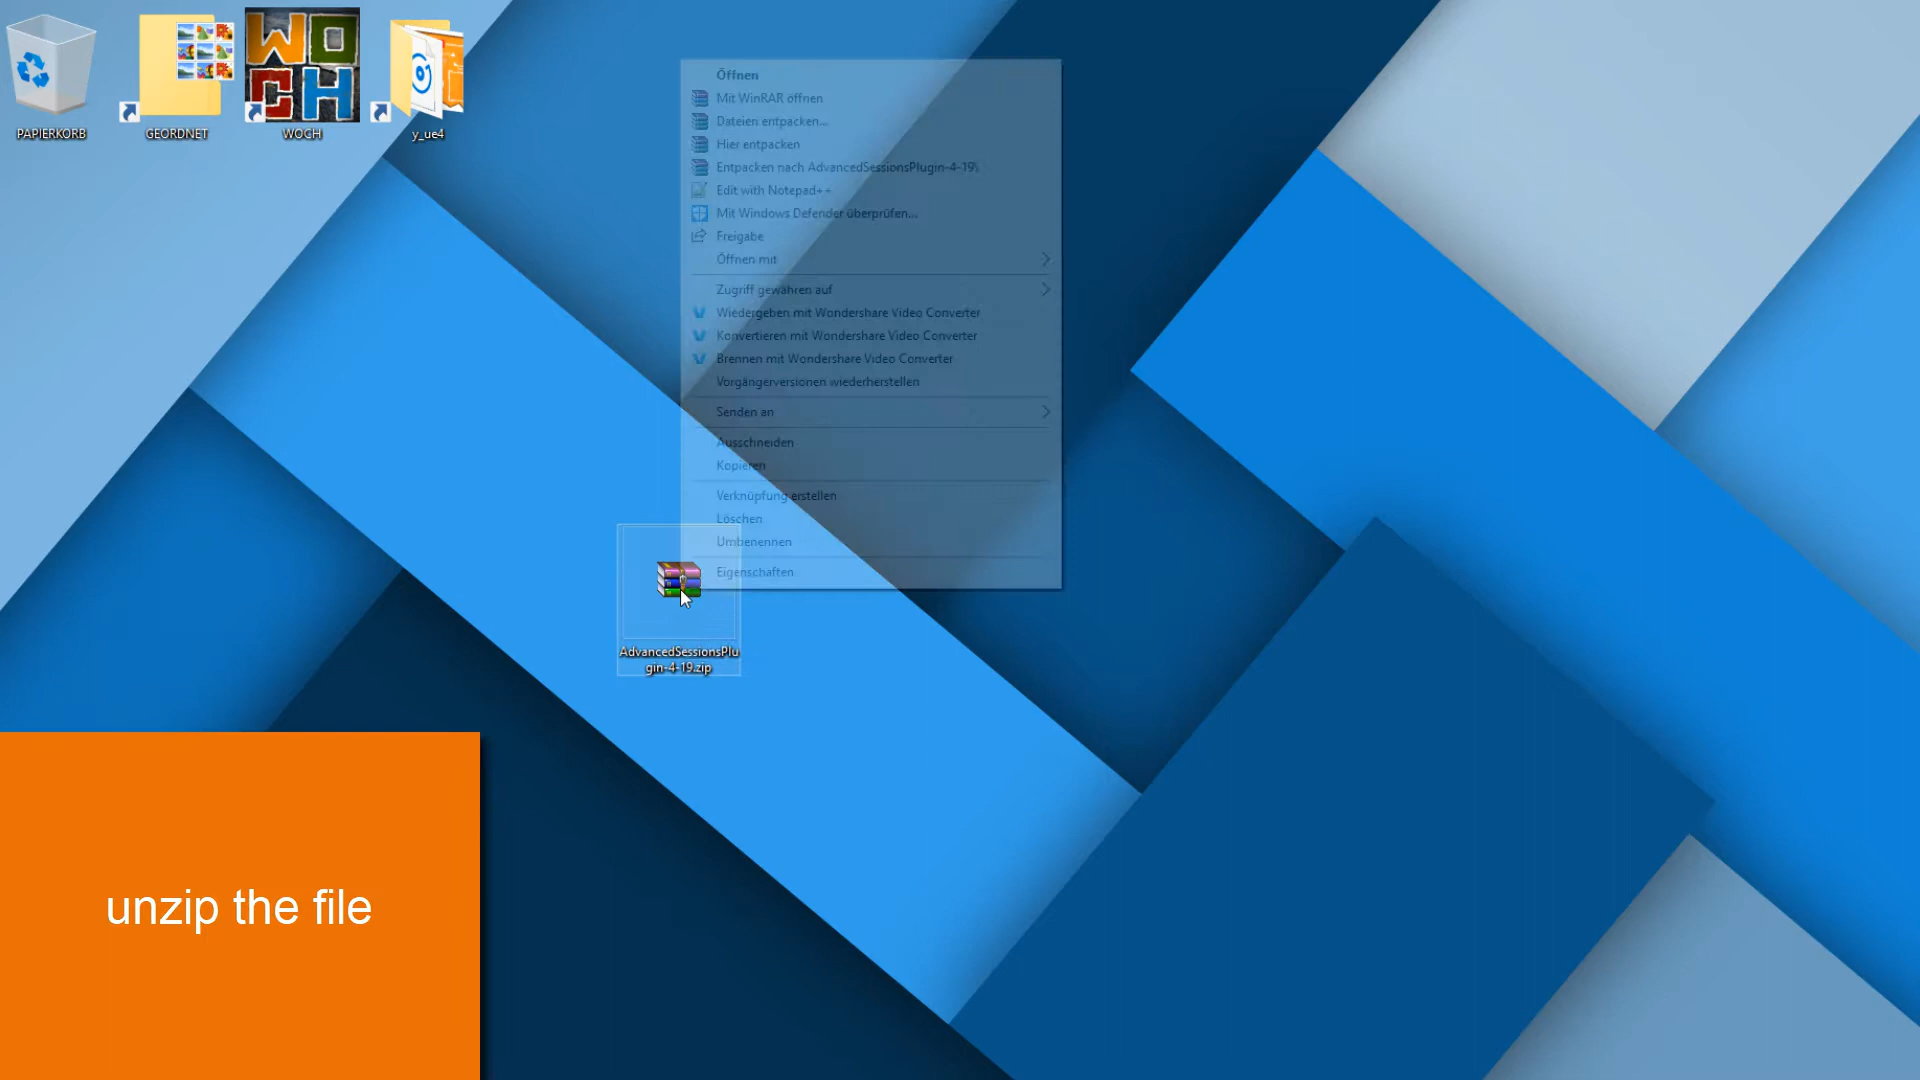 PAPIERKORB
GEORDNET
WOCH
WOCH
y_ue4
Öffnen
Mit WinRAR öffnen
Dateien entpacken...
Hier entpacken
Entpacken nach AdvancedSessionsPlugin-4-19\
Edit with Notepad++
Mit Windows Defender überprüfen...
Freigabe
Öffnen mit
Zugriff gewähren auf
Wiedergeben mit Wondershare Video Converter
Konvertieren mit Wondershare Video Converter
Brennen mit Wondershare Video Converter
Vorgängerversionen wiederherstellen
Senden an
Ausschneiden
Kopieren
Verknüpfung erstellen
Löschen
Umbenennen
Eigenschaften
AdvancedSessionsPlu
gin-4-19.zip
unzip the file